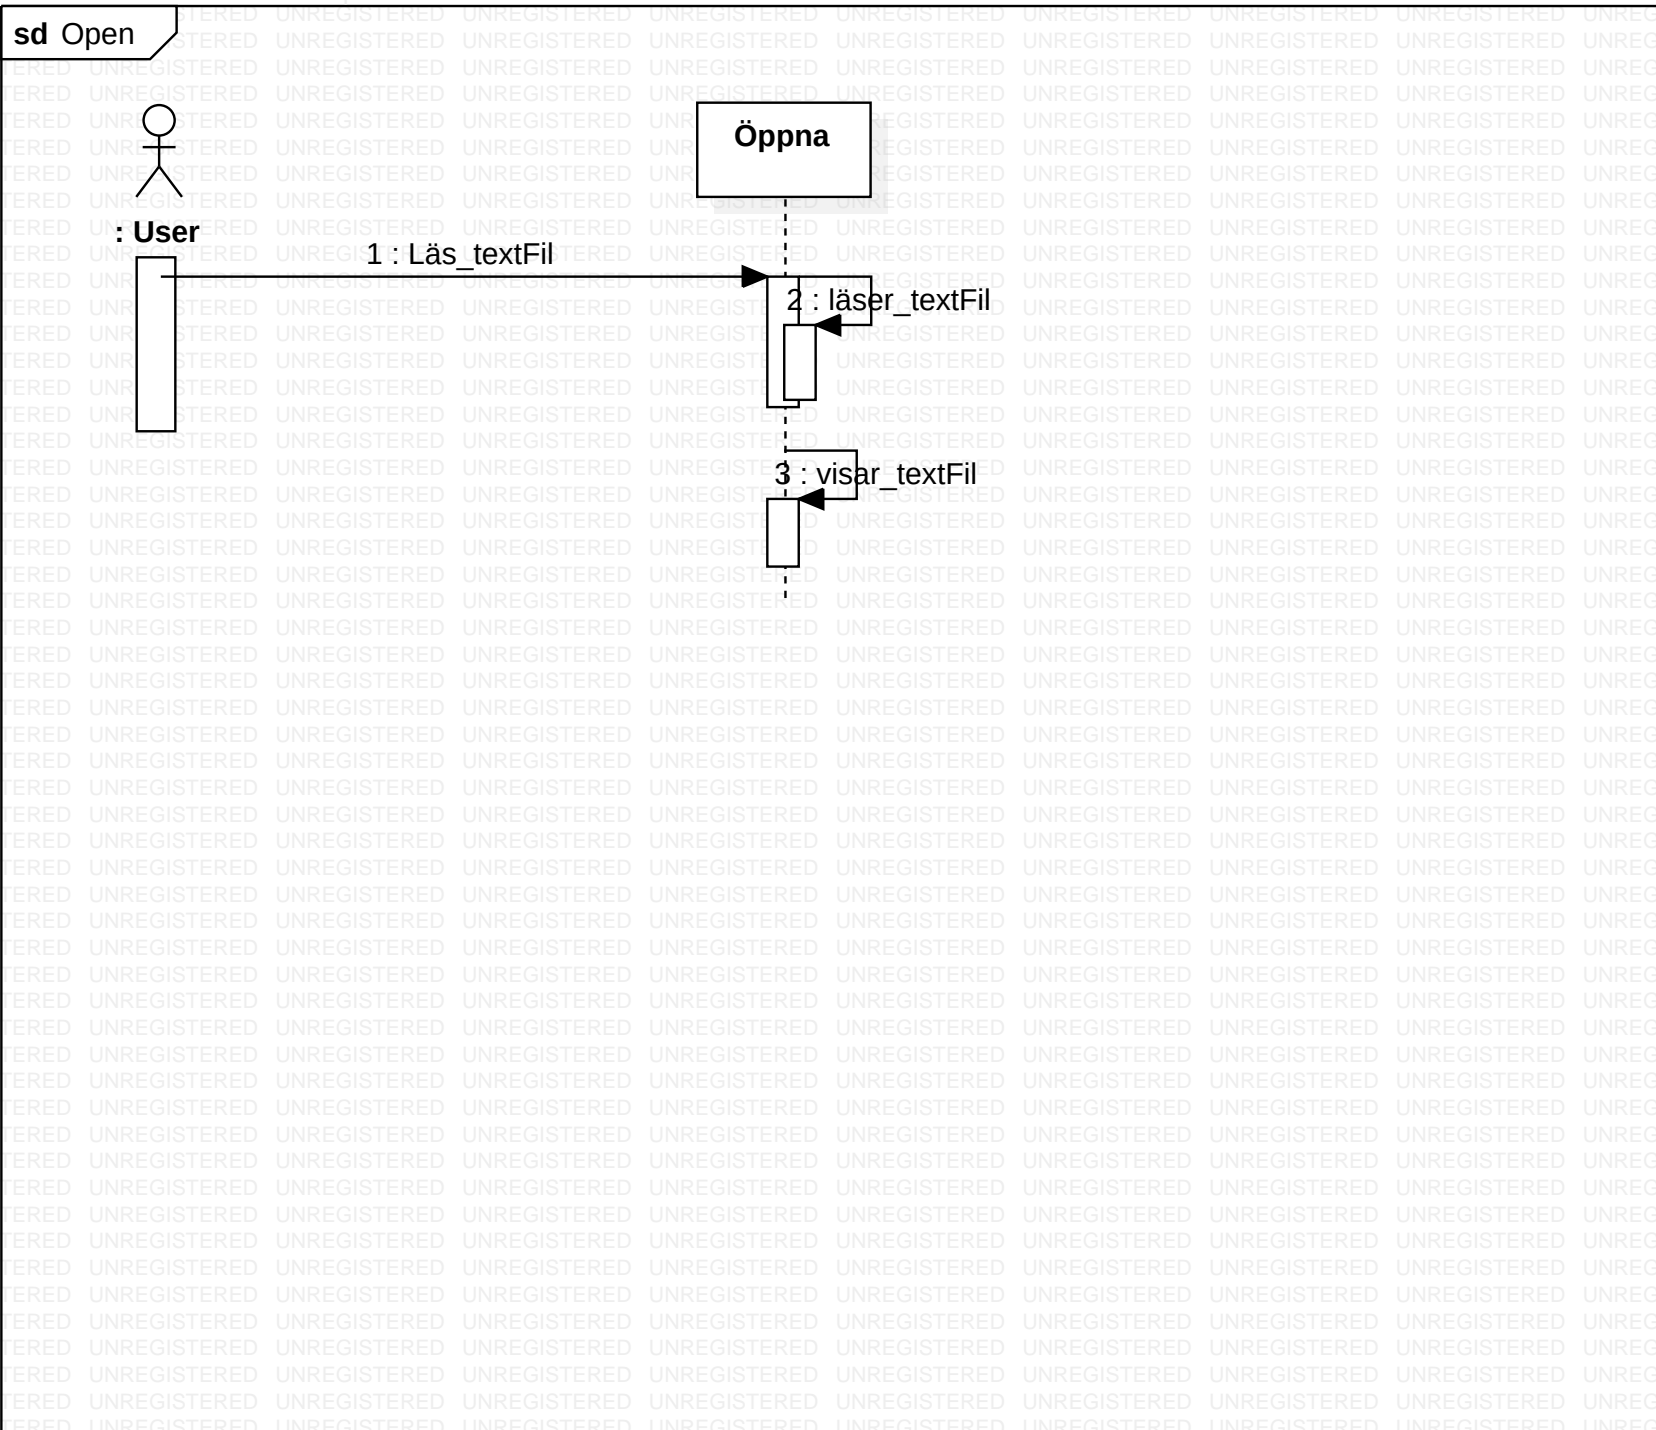 sd Open
Öppna
: User
1 : Läs_textFil
2 : läser_textFil
3 : visar_textFil
UNREGISTERED